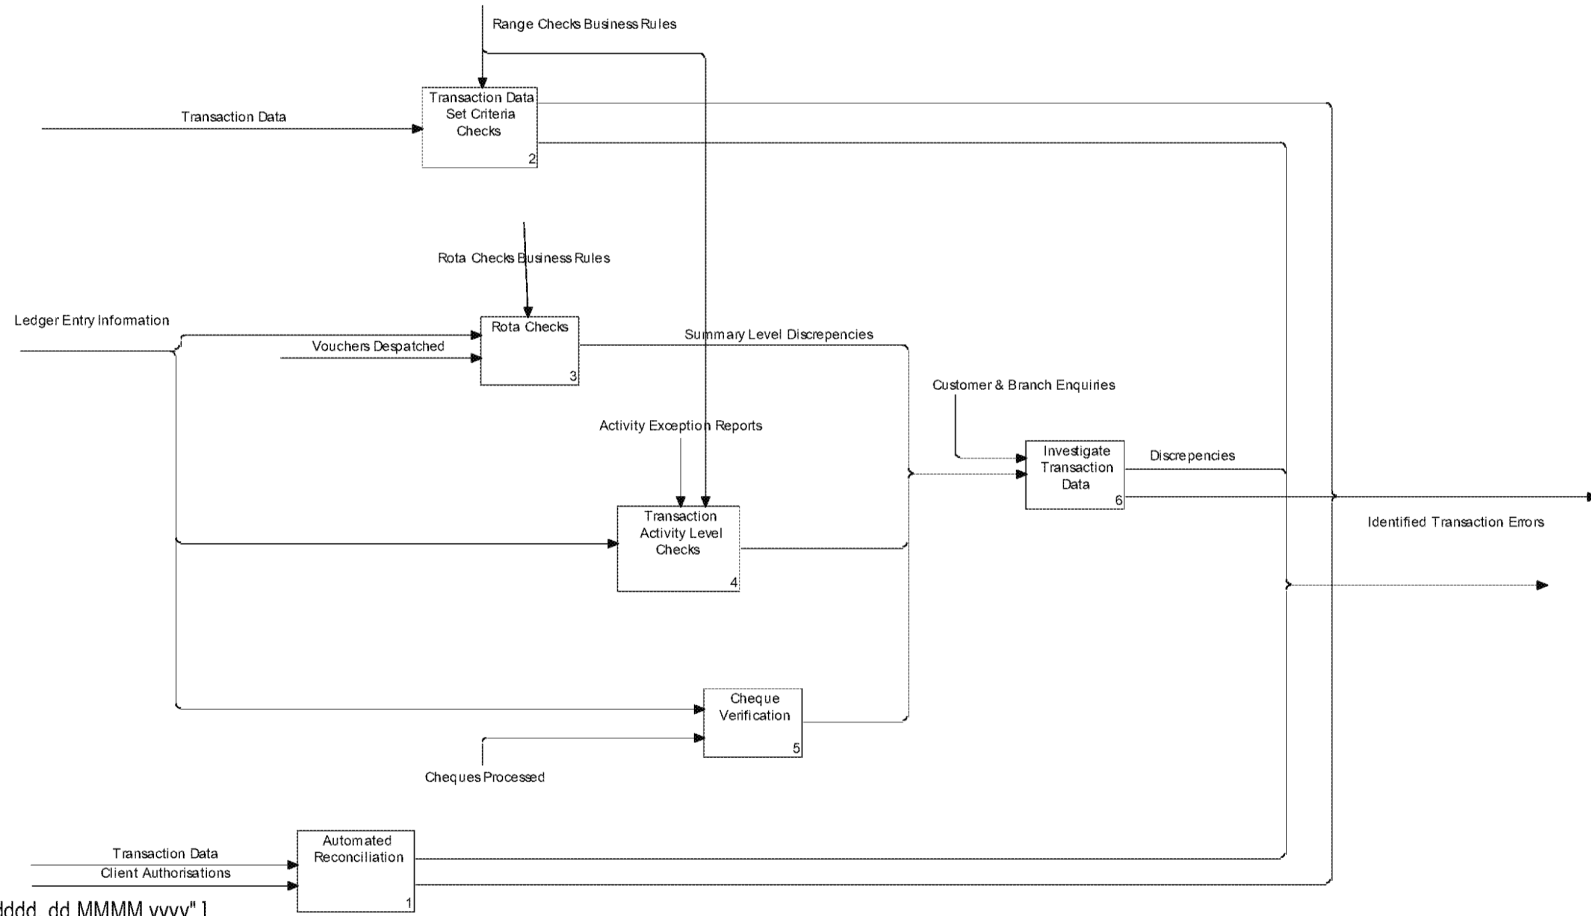 Range Checks Business Rules
Transaction Data
Set Criteria
Checks
2
Transaction Data
Rota Checks Business Rules
Ledger Entry Information
Rota Checks
3
Vouchers Despatched
Summary Level Discrepencies
Customer & Branch Enquiries
Activity Exception Reports
Investigate
Transaction
Data
6
Discrepencies
Identified Transaction Errors
Transaction
Activity Level
Checks
4
Cheque
Verification
5
Cheques Processed
Automated
Reconciliation
1
Transaction Data
Client Authorisations
dddd, dd MMMM yyyy" ]